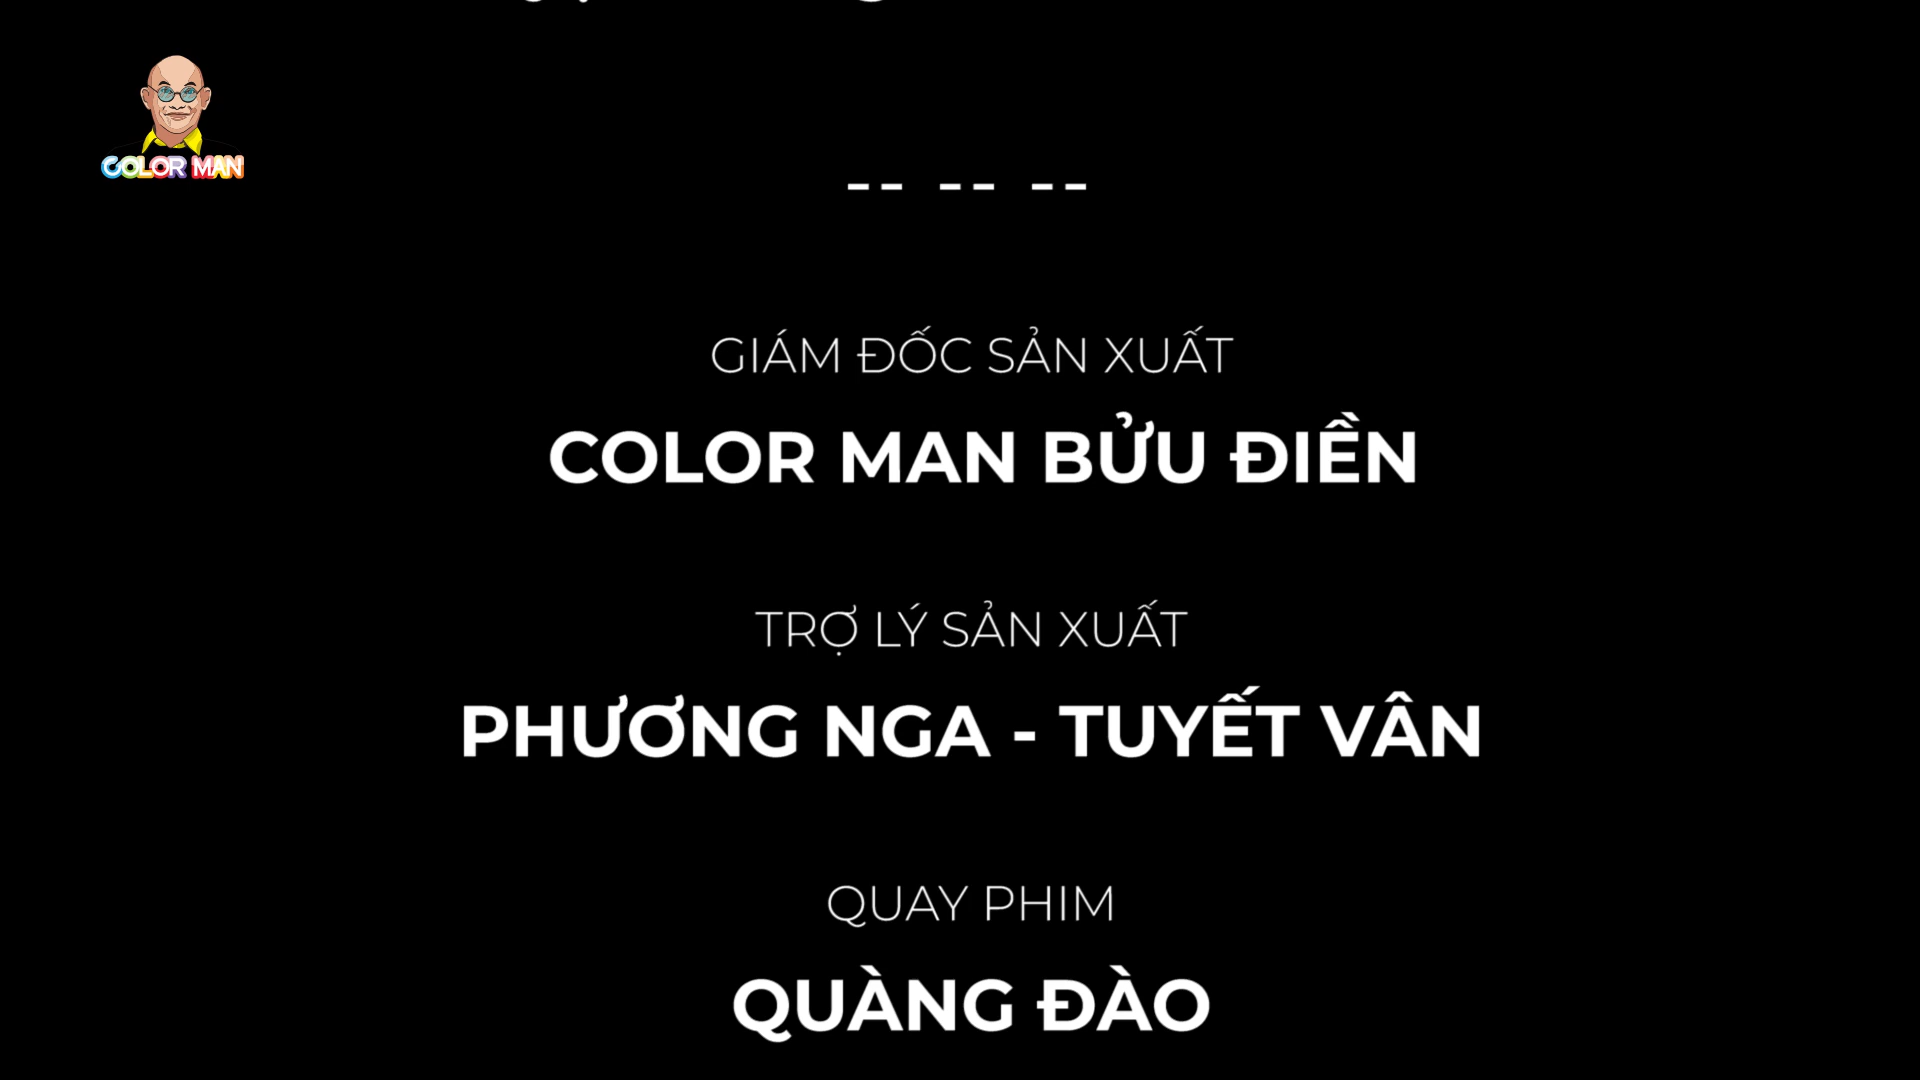 COLOR MAN
-- -- --
GIÁM ĐỐC SẢN XUẤT
COLOR MAN BỬU ĐIỀN
TRỢ LÝ SẢN XUẤT
PHƯƠNG NGA - TUYẾT VÂN
QUAY PHIM
QUÀNG ĐÀO